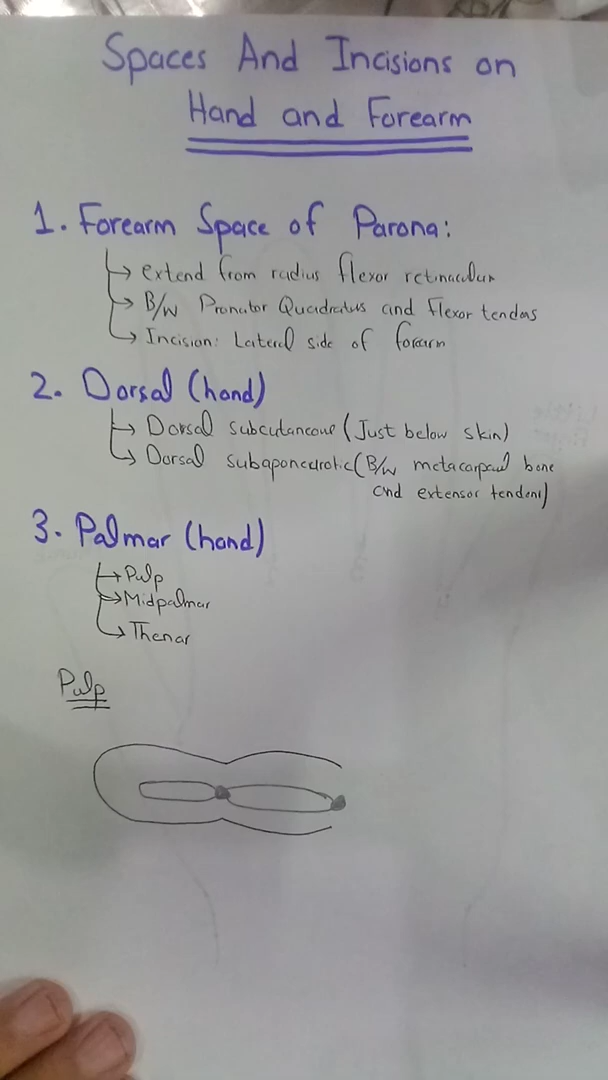 Spaces And Incisions on
Hand and Forearm
1. Forearm Space of Parona:
extend from radius flexor retinacular
B/w Pronator Quadratus and Flexor tendons
Incision: Lateral side of forearm
2. Dorsal (hand)
Dorsal subcutaneous (Just below skin)
Dorsal subaponeurotic (B/w metacarpal bone
and extensor tendons)
3. Palmar (hand)
Pulp
Midpalmar
Thenar
Pulp